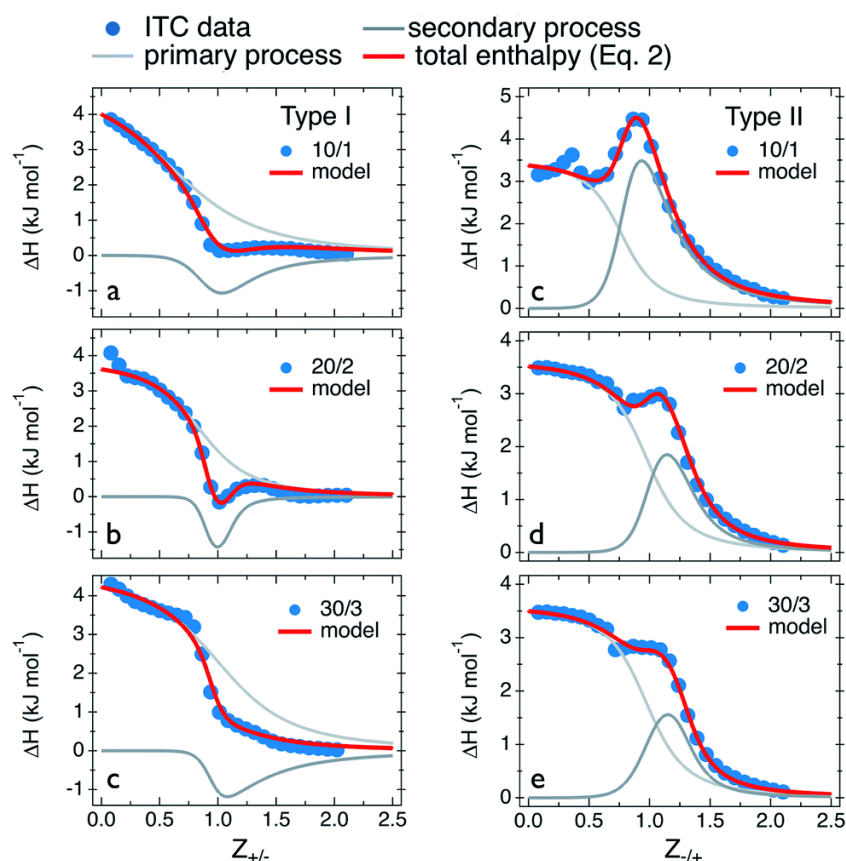 ITC data
secondary process
primary process
total enthalpy (Eq. 2)
Type I
10/1
model
a
ΔH (kJ mol⁻¹)
4
3
2
1
0
-1
20/2
model
b
ΔH (kJ mol⁻¹)
4
3
2
1
0
-1
30/3
model
c
ΔH (kJ mol⁻¹)
4
3
2
1
0
-1
0.0 0.5 1.0 1.5 2.0 2.5
Z+/-
Type II
10/1
model
c
ΔH (kJ mol⁻¹)
5
4
3
2
1
0
20/2
model
d
ΔH (kJ mol⁻¹)
4
3
2
1
0
30/3
model
e
ΔH (kJ mol⁻¹)
4
3
2
1
0
0.0 0.5 1.0 1.5 2.0 2.5
Z-/+